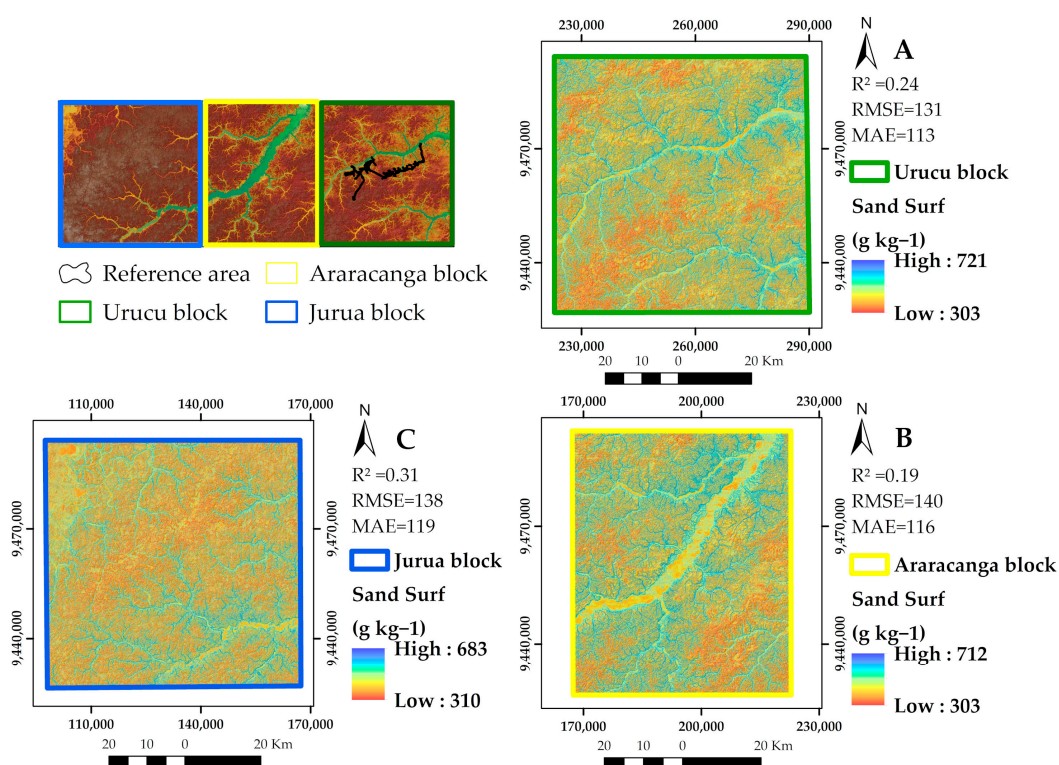 Reference area
Araracanga block
Urucu block
Jurua block
230,000
260,000
290,000
9,470,000
9,440,000
9,470,000
9,440,000
230,000
260,000
290,000
20 10 0 20 Km
N
A
R² =0.24
RMSE=131
MAE=113
Urucu block
Sand Surf
(g kg–1)
High : 721
Low : 303
110,000
140,000
170,000
9,470,000
9,440,000
9,470,000
9,440,000
110,000
140,000
170,000
20 10 0 20 Km
N
C
R² =0.31
RMSE=138
MAE=119
Jurua block
Sand Surf
(g kg–1)
High : 683
Low : 310
170,000
200,000
230,000
9,470,000
9,440,000
9,470,000
9,440,000
170,000
200,000
230,000
20 10 0 20 Km
N
B
R² =0.19
RMSE=140
MAE=116
Araracanga block
Sand Surf
(g kg–1)
High : 712
Low : 303